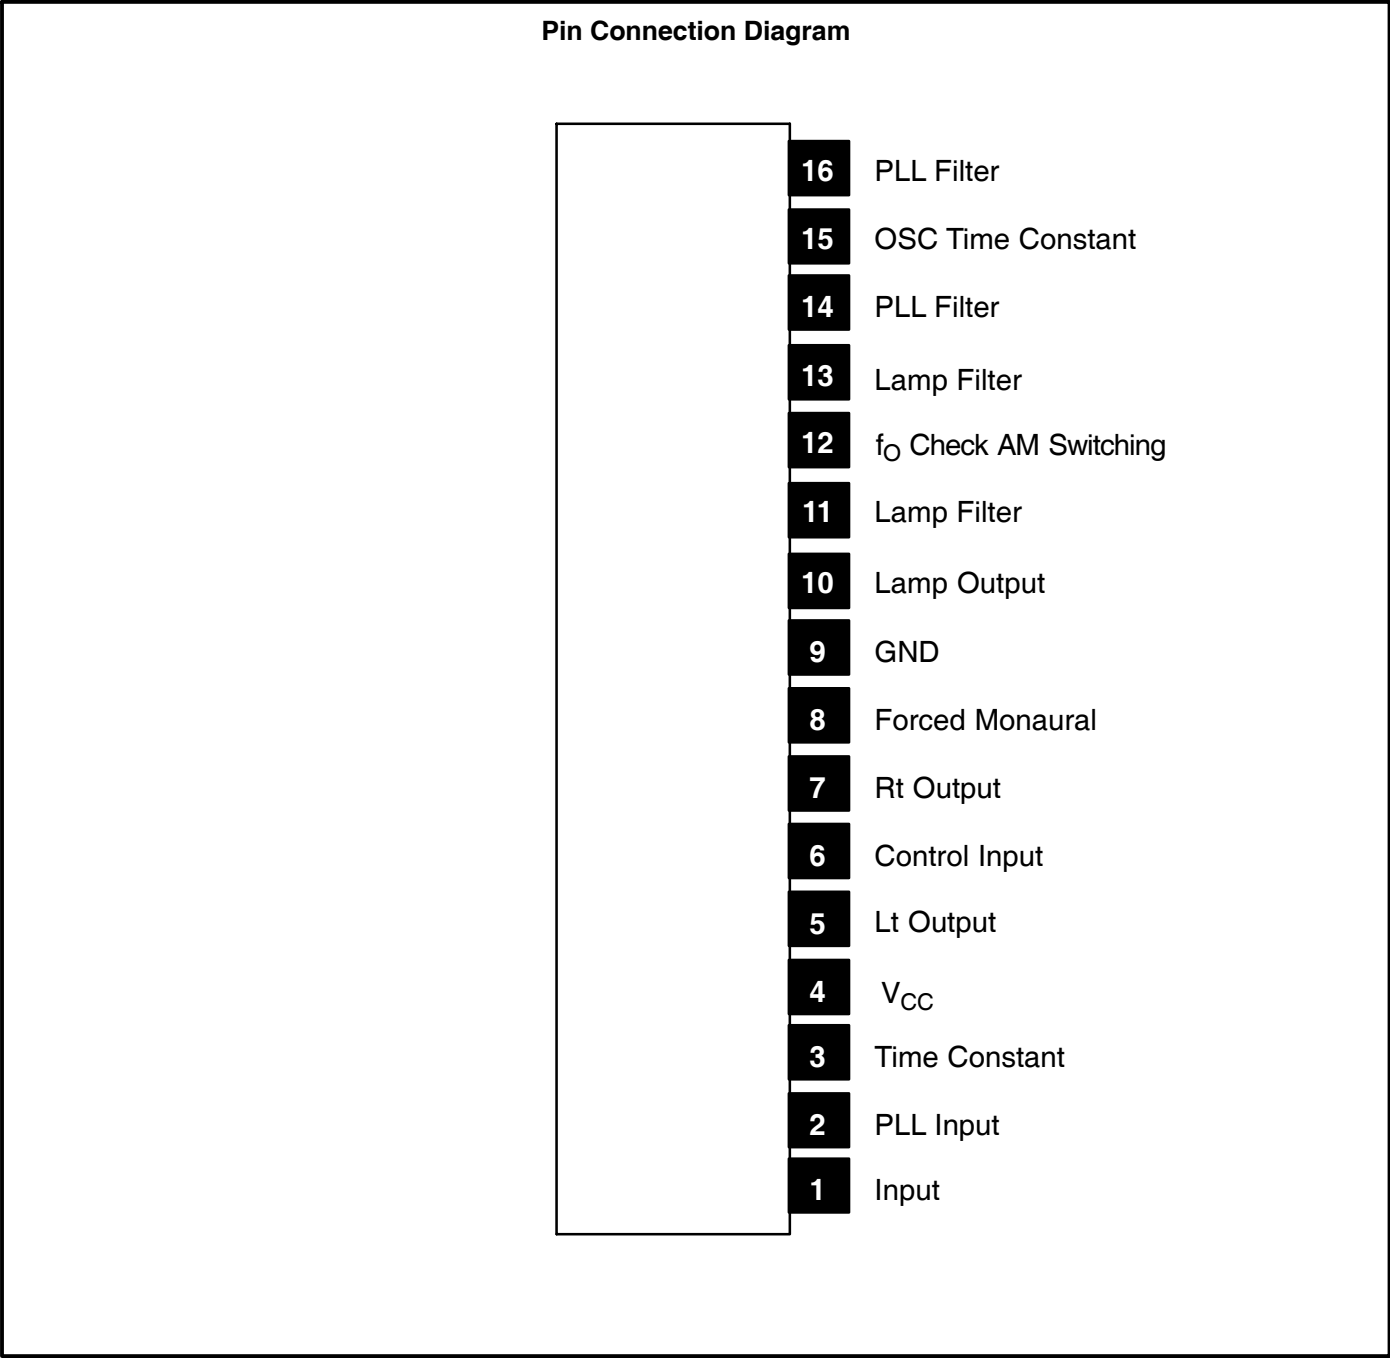 Pin Connection Diagram
16 PLL Filter
15 OSC Time Constant
14 PLL Filter
13 Lamp Filter
12 fO Check AM Switching
11 Lamp Filter
10 Lamp Output
9 GND
8 Forced Monaural
7 Rt Output
6 Control Input
5 Lt Output
4 VCC
3 Time Constant
2 PLL Input
1 Input